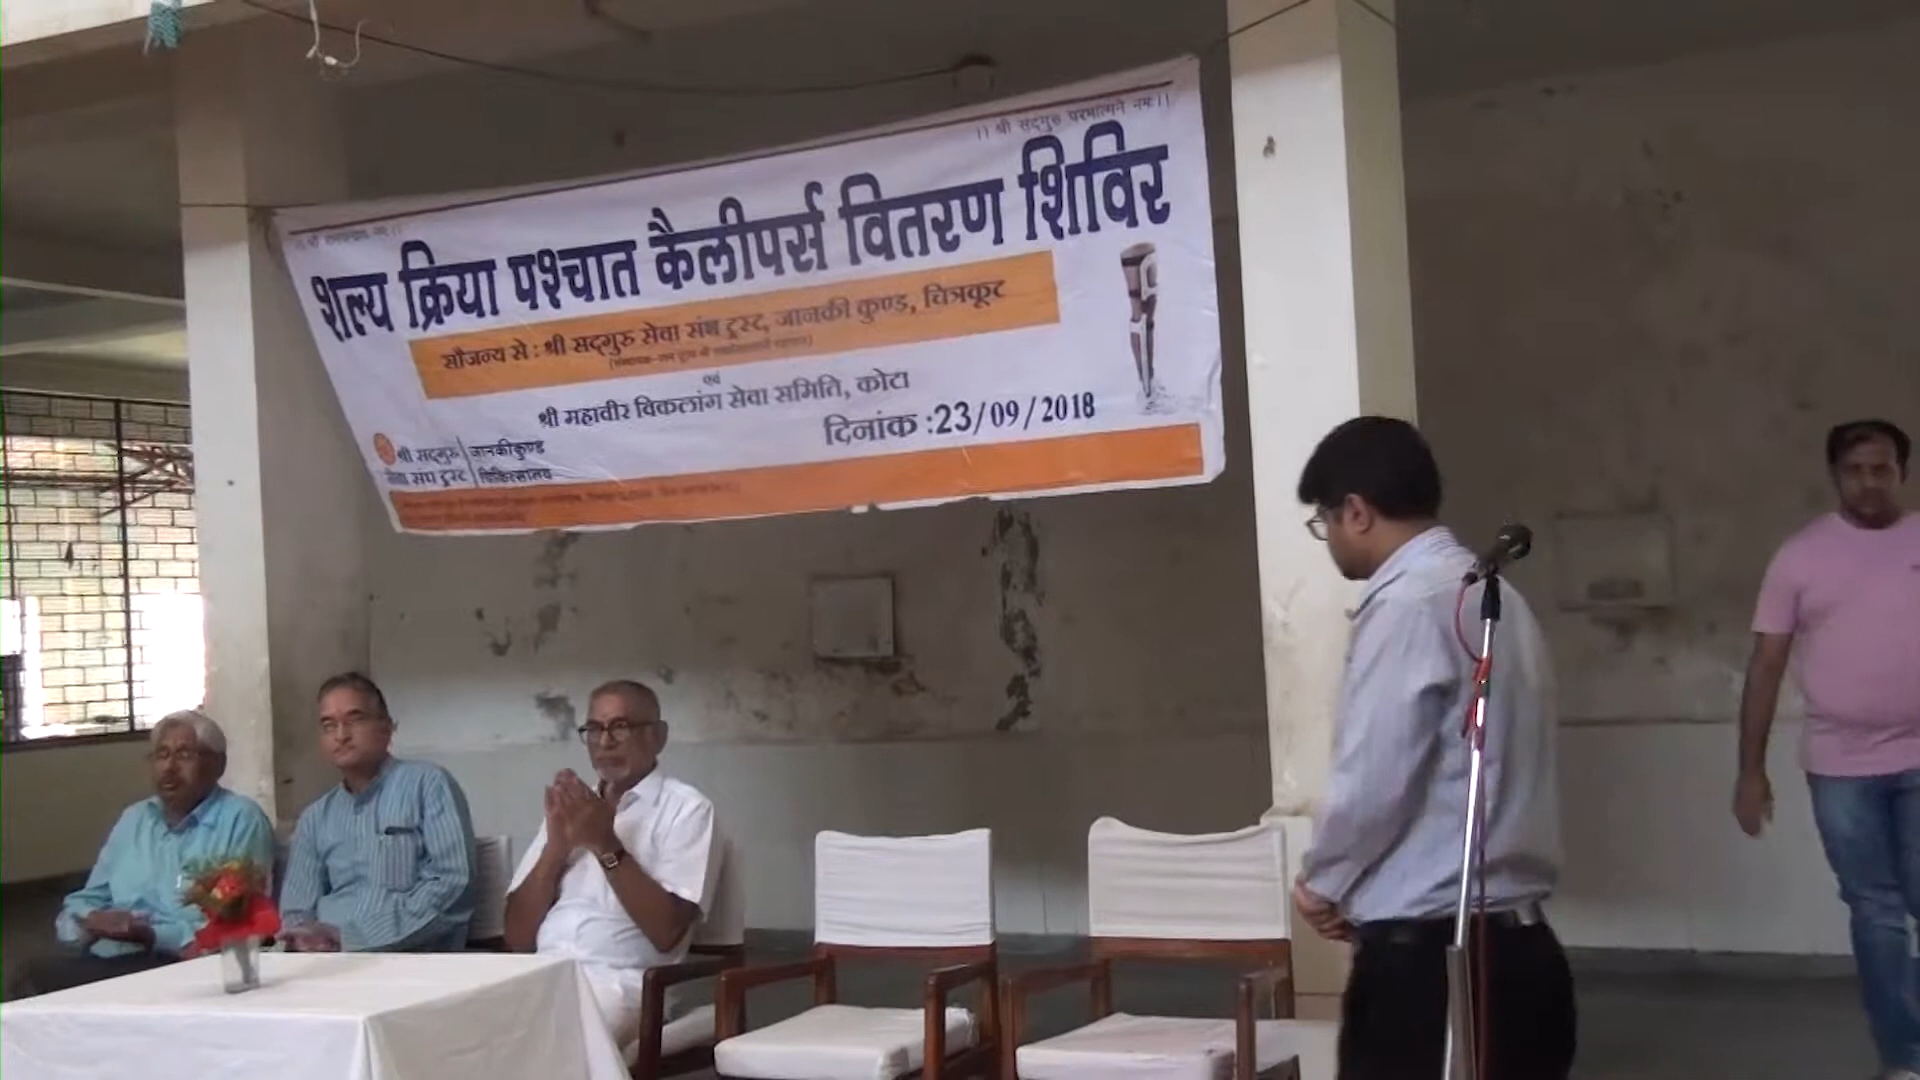 ।। श्री सद्गुरु परमात्मने नमः।।
शल्य क्रिया पश्चात कैलीपर्स वितरण शिविर
सौजन्य से : श्री सद्गुरु सेवा संघ ट्रस्ट, जानकी कुण्ड, चित्रकूट
एवं
श्री महावीर विकलांग सेवा समिति, कोटा
दिनांक :23/09/2018
श्री सद्गुरु जानकीकुण्ड
सेवा संघ ट्रस्ट चिकित्सालय